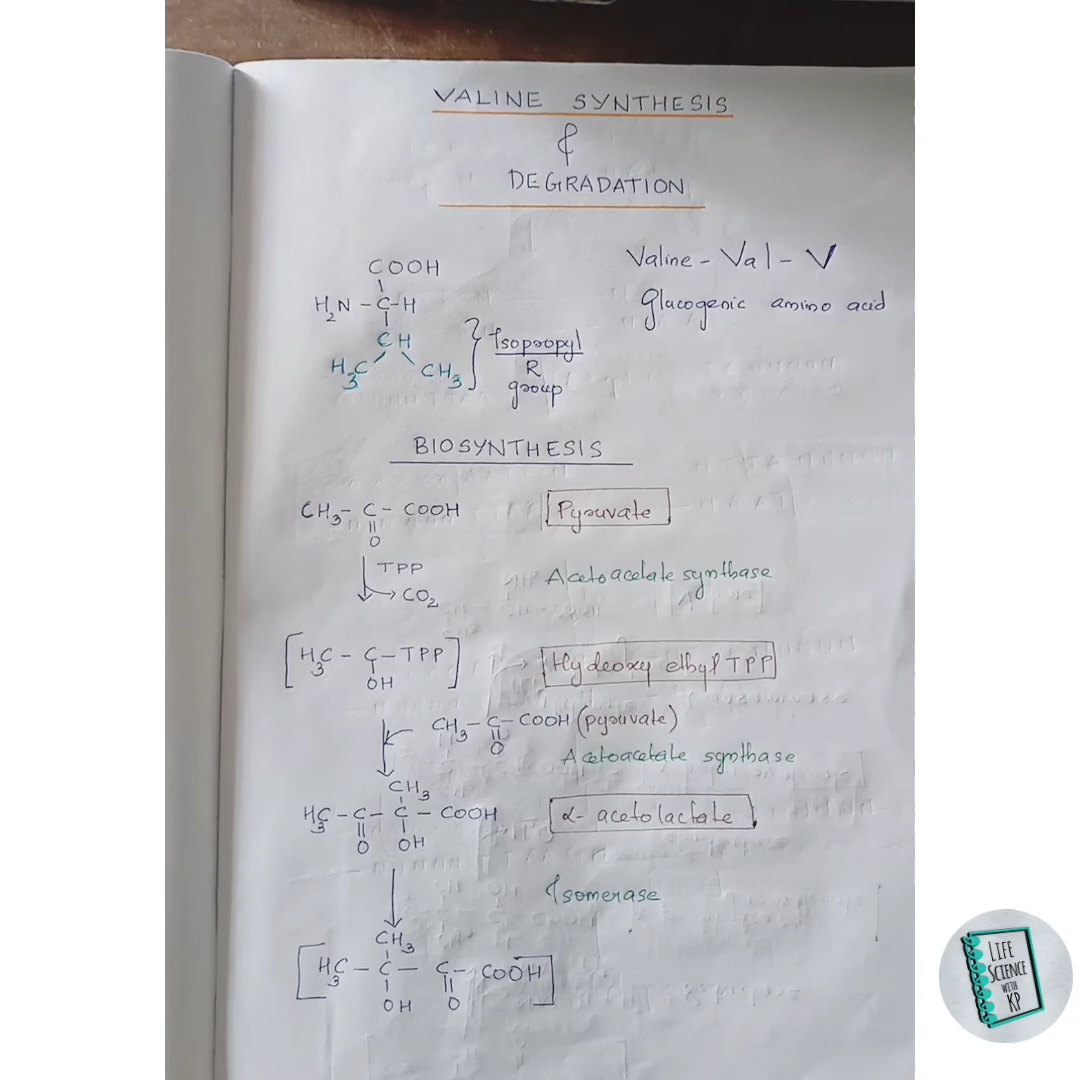 VALINE SYNTHESIS
&
DEGRADATION
Valine - Val - V
Glucogenic amino acid
COOH
H2N - C - H
CH
H3C CH3
Isopropyl
R
group
BIOSYNTHESIS
CH3 - C - COOH Pyruvate
O
TPP
CO2
Acetoacetate synthase
[H3C - C - TPP] Hydroxy ethyl TPP
OH
CH3 - C - COOH (pyruvate)
O
Acetoacetate synthase
CH3
H3C - C - C - COOH α- acetolactate
O OH
Isomerase
CH3
[H3C - C - C - COOH]
OH O
LIFE
SCIENCE
WITH
KP